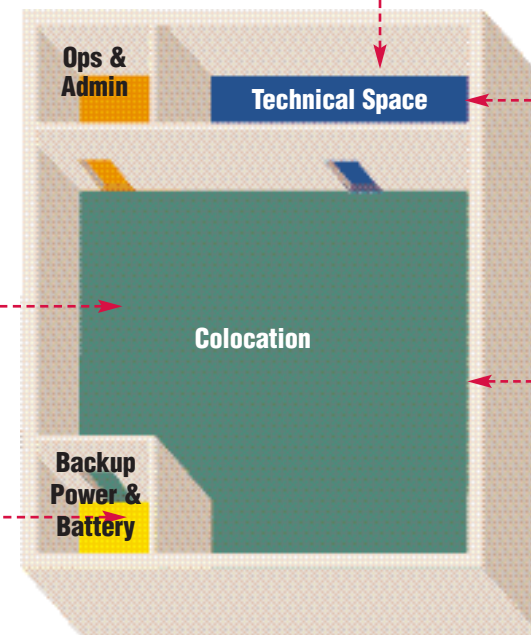 Ops &
Admin
Technical Space
Colocation
Backup
Power &
Battery